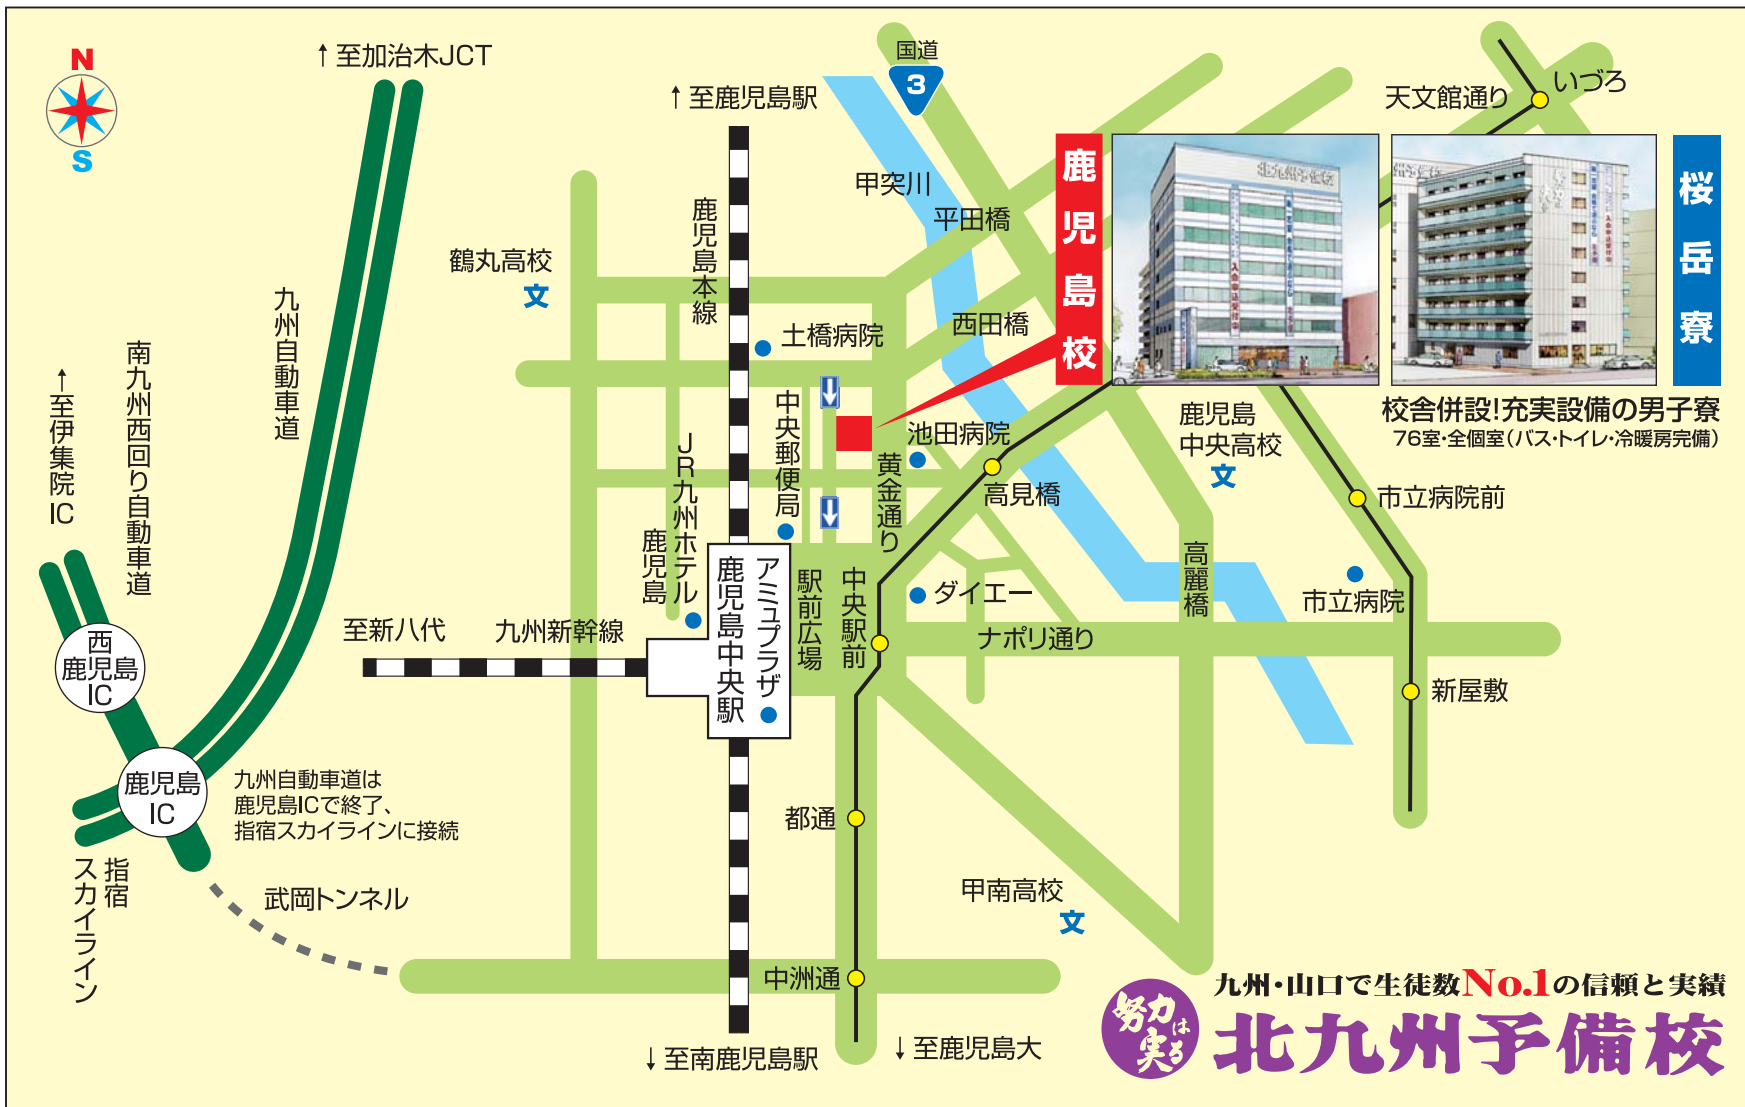 N
S
↑至加治木JCT
国道
3
↑至鹿児島駅
天文館通り
いづろ
鹿児島校
北九州予備校
入会申込受付中
桜岳寮
甲突川
平田橋
鹿児島本線
鶴丸高校
文
九州自動車道
西田橋
土橋病院
南九州西回り自動車道
←至伊集院IC
中央郵便局
池田病院
黄金通り
高見橋
鹿児島
中央高校
文
校舎併設!充実設備の男子寮
76室・全個室(バス・トイレ・冷暖房完備)
市立病院前
JR九州ホテル
鹿児島
高麗橋
市立病院
アミュプラザ
鹿児島中央駅
駅前広場
中央駅前
ダイエー
ナポリ通り
至新八代
九州新幹線
西
鹿児島
IC
新屋敷
鹿児島
IC
九州自動車道は
鹿児島ICで終了、
指宿スカイラインに接続
都通
指宿
スカイライン
武岡トンネル
甲南高校
文
中洲通
↓至南鹿児島駅
↓至鹿児島大
努力は実る
九州・山口で生徒数No.1の信頼と実績
北九州予備校